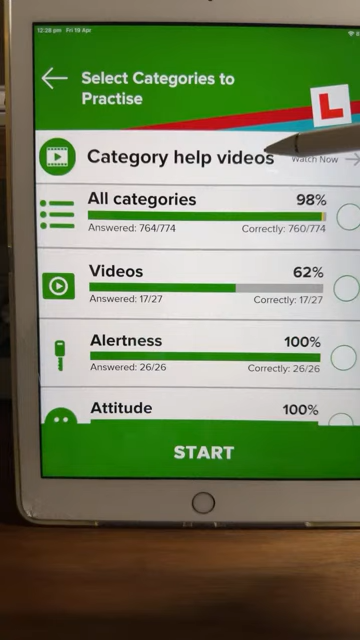 12:28 pm Fri 19 Apr
Select Categories to
Practise
L
Category help videos
Watch Now
All categories
98%
Answered: 764/774
Correctly: 760/774
Videos
62%
Answered: 17/27
Correctly: 17/27
Alertness
100%
Answered: 26/26
Correctly: 26/26
Attitude
100%
START